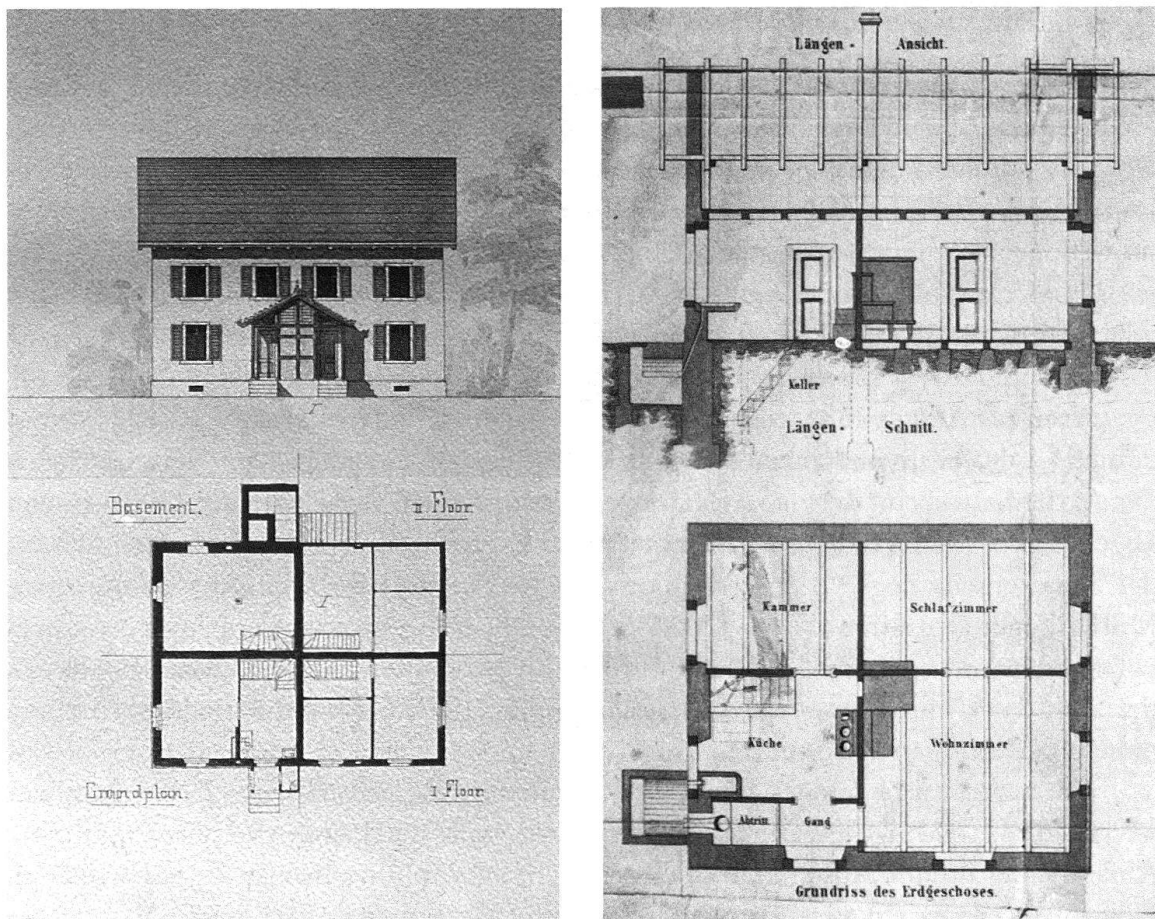 Basement.
II Floor
Grundplan.
I Floor
Längen - Ansicht.
Keller
Längen - Schnitt.
Kammer
Schlafzimmer
Küche
Wohnzimmer
Abtritt.
Gang
Grundriss des Erdgeschoses.